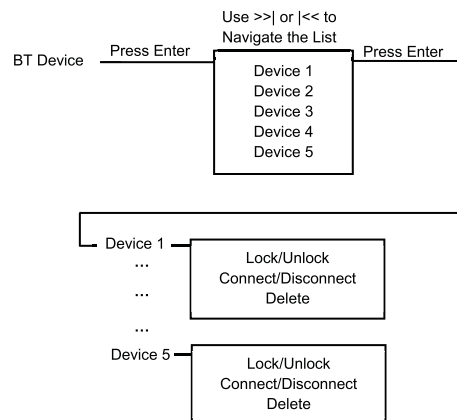 Use >>| or |<< to
Navigate the List
BT Device
Press Enter
Press Enter
Device 1
Device 2
Device 3
Device 4
Device 5
Device 1
Lock/Unlock
Connect/Disconnect
Delete
...
...
...
Device 5
Lock/Unlock
Connect/Disconnect
Delete